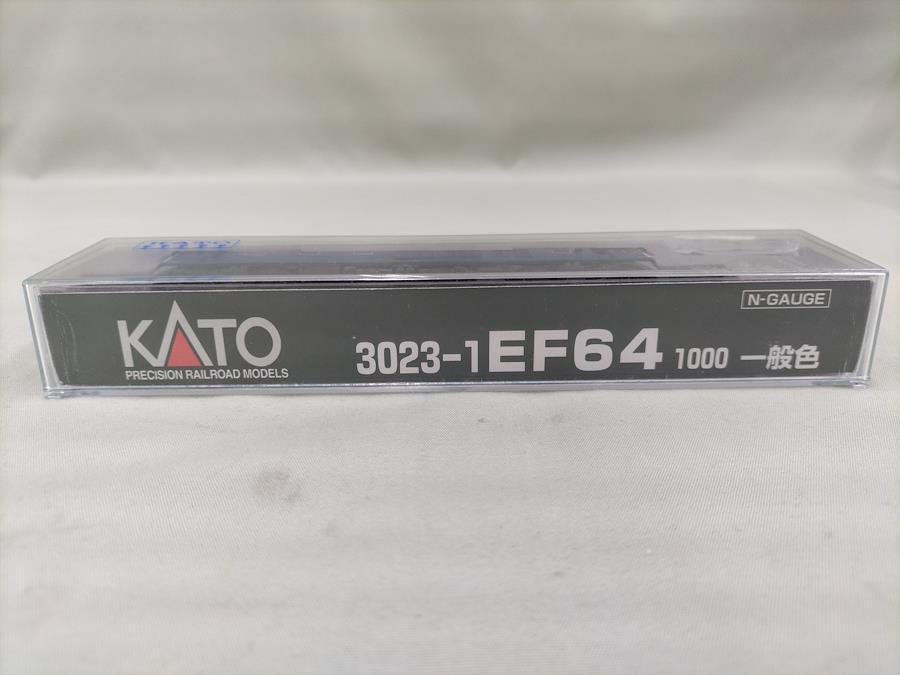 N-GAUGE
KATO
PRECISION RAILROAD MODELS
3023-1 EF64 1000 一般色